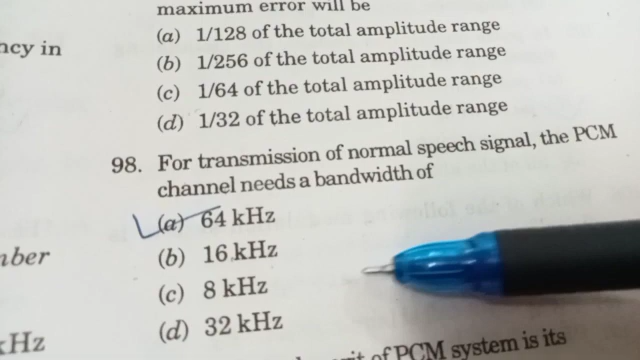 maximum error will be
(a) 1/128 of the total amplitude range
ncy in
(b) 1/256 of the total amplitude range
(c) 1/64 of the total amplitude range
(d) 1/32 of the total amplitude range
98. For transmission of normal speech signal, the PCM
channel needs a bandwidth of
(a) 64 kHz
(b) 16 kHz
nber
(c) 8 kHz
(d) 32 kHz
kHz
of PCM system is its